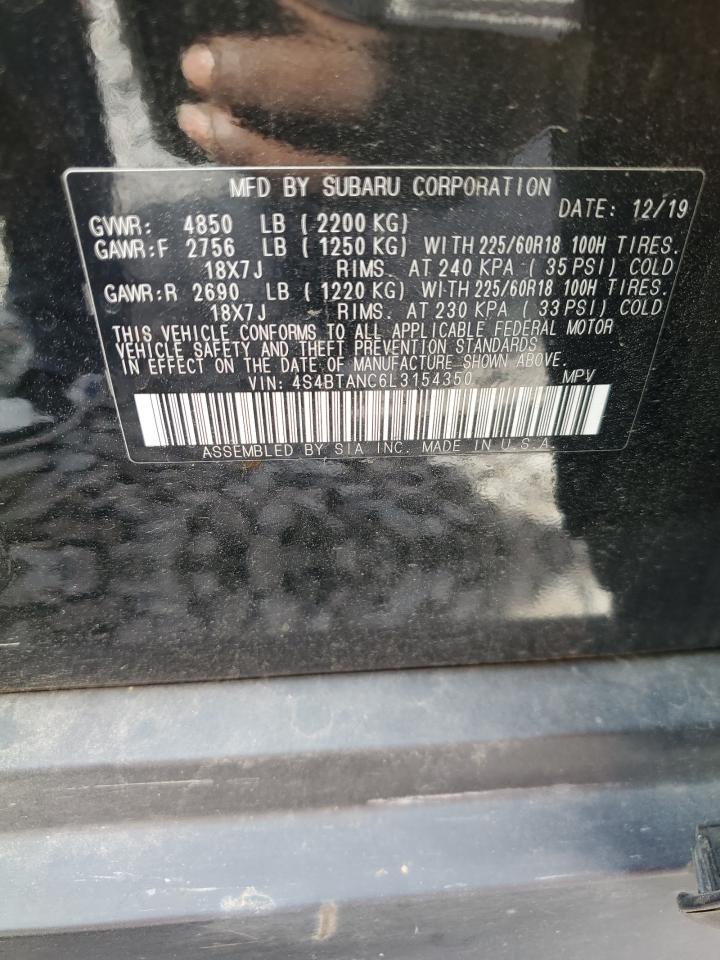 MFD BY SUBARU CORPORATION
DATE: 12/19
GVWR: 4850 LB (2200 KG)
GAWR:F 2756 LB (1250 KG) WITH 225/60R18 100H TIRES.
18X7J RIMS. AT 240 KPA (35 PSI) COLD
GAWR:R 2690 LB (1220 KG) WITH 225/60R18 100H TIRES.
18X7J RIMS. AT 230 KPA (33 PSI) COLD
THIS VEHICLE CONFORMS TO ALL APPLICABLE FEDERAL MOTOR
VEHICLE SAFETY AND THEFT PREVENTION STANDARDS
IN EFFECT ON THE DATE OF MANUFACTURE SHOWN ABOVE.
VIN: 4S4BTANC6L3154350 MPV
ASSEMBLED BY SIA INC. MADE IN U.S.A